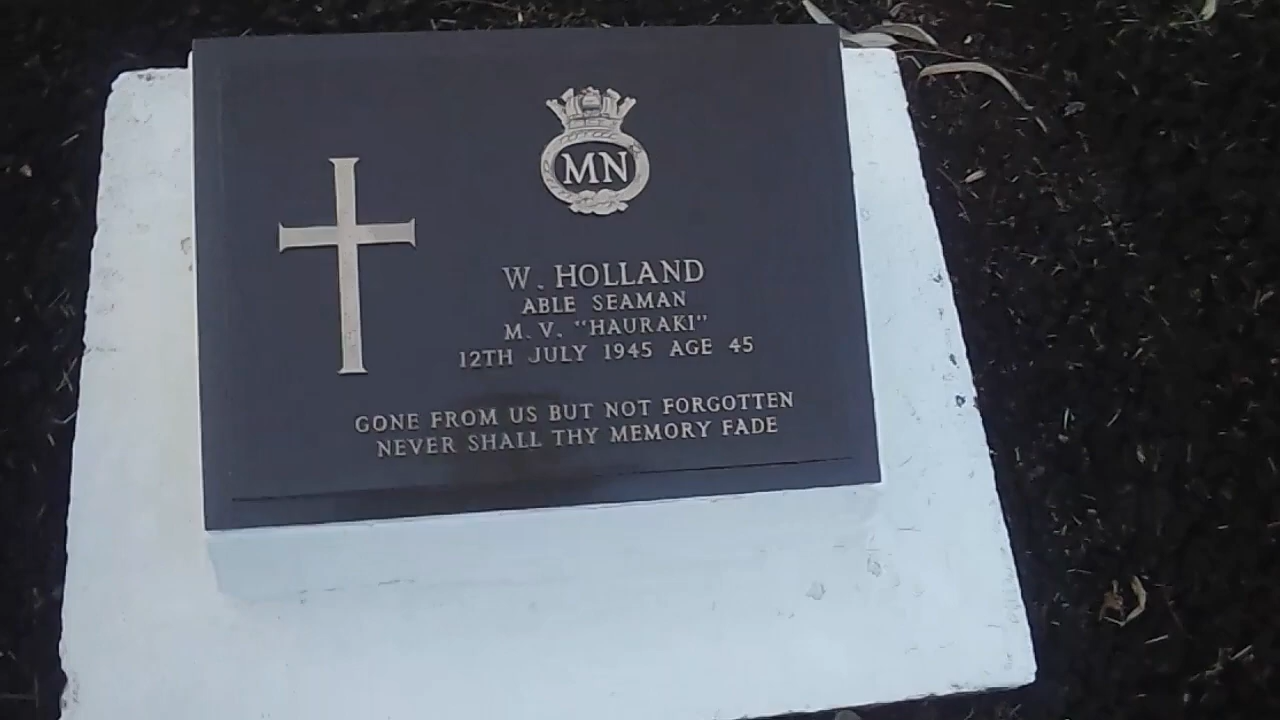 MN
W. HOLLAND
ABLE SEAMAN
M. V. "HAURAKI"
12TH JULY 1945 AGE 45
GONE FROM US BUT NOT FORGOTTEN
NEVER SHALL THY MEMORY FADE